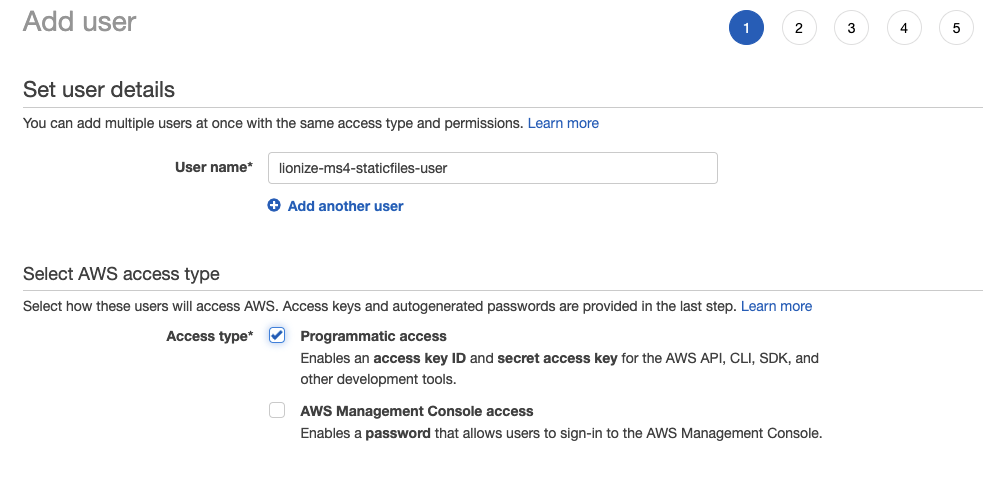 Add user
1 2 3 4 5
Set user details
You can add multiple users at once with the same access type and permissions. Learn more
User name* lionize-ms4-staticfiles-user
Add another user
Select AWS access type
Select how these users will access AWS. Access keys and autogenerated passwords are provided in the last step. Learn more
Access type* Programmatic access
Enables an access key ID and secret access key for the AWS API, CLI, SDK, and
other development tools.
AWS Management Console access
Enables a password that allows users to sign-in to the AWS Management Console.